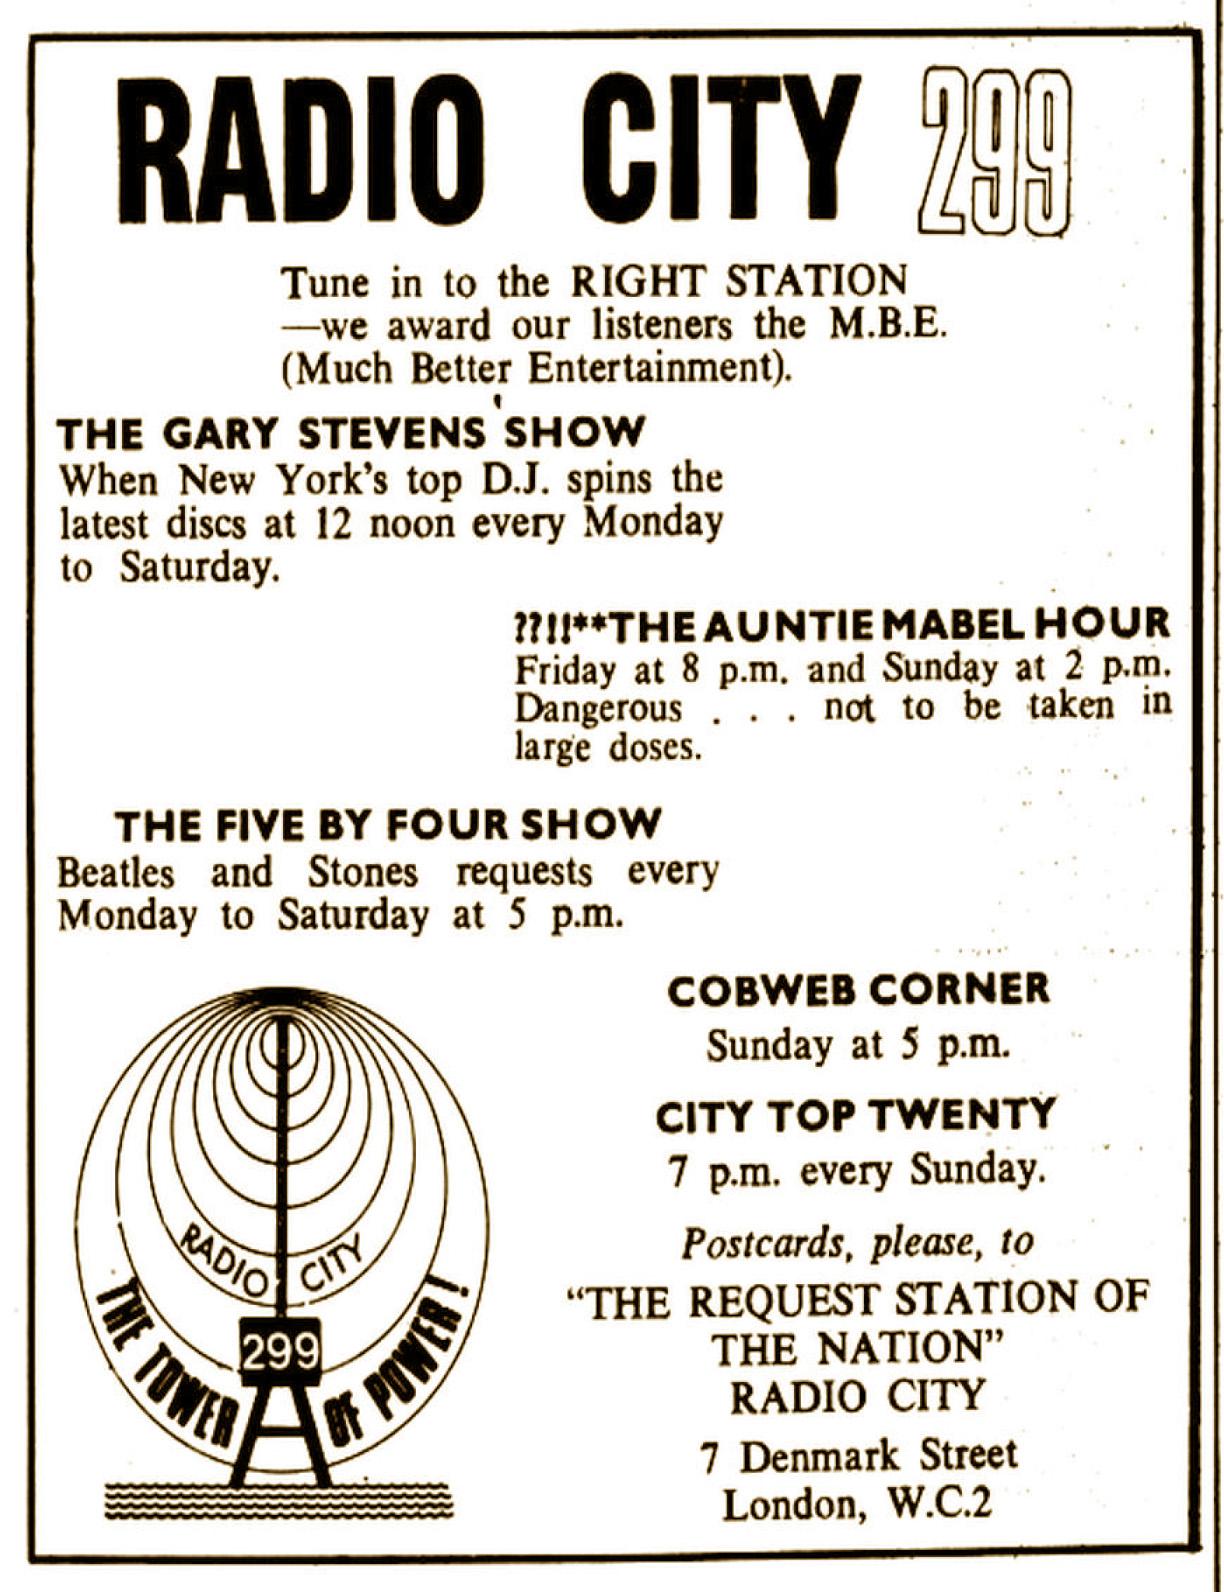 RADIO CITY 299
Tune in to the RIGHT STATION
—we award our listeners the M.B.E.
(Much Better Entertainment).
THE GARY STEVENS SHOW
When New York's top D.J. spins the
latest discs at 12 noon every Monday
to Saturday.
??!!**THE AUNTIE MABEL HOUR
Friday at 8 p.m. and Sunday at 2 p.m.
Dangerous . . . not to be taken in
large doses.
THE FIVE BY FOUR SHOW
Beatles and Stones requests every
Monday to Saturday at 5 p.m.
COBWEB CORNER
Sunday at 5 p.m.
CITY TOP TWENTY
7 p.m. every Sunday.
Postcards, please, to
“THE REQUEST STATION OF
THE NATION”
RADIO CITY
7 Denmark Street
London, W.C.2
RADIO CITY
299
THE TOWER OF POWER!